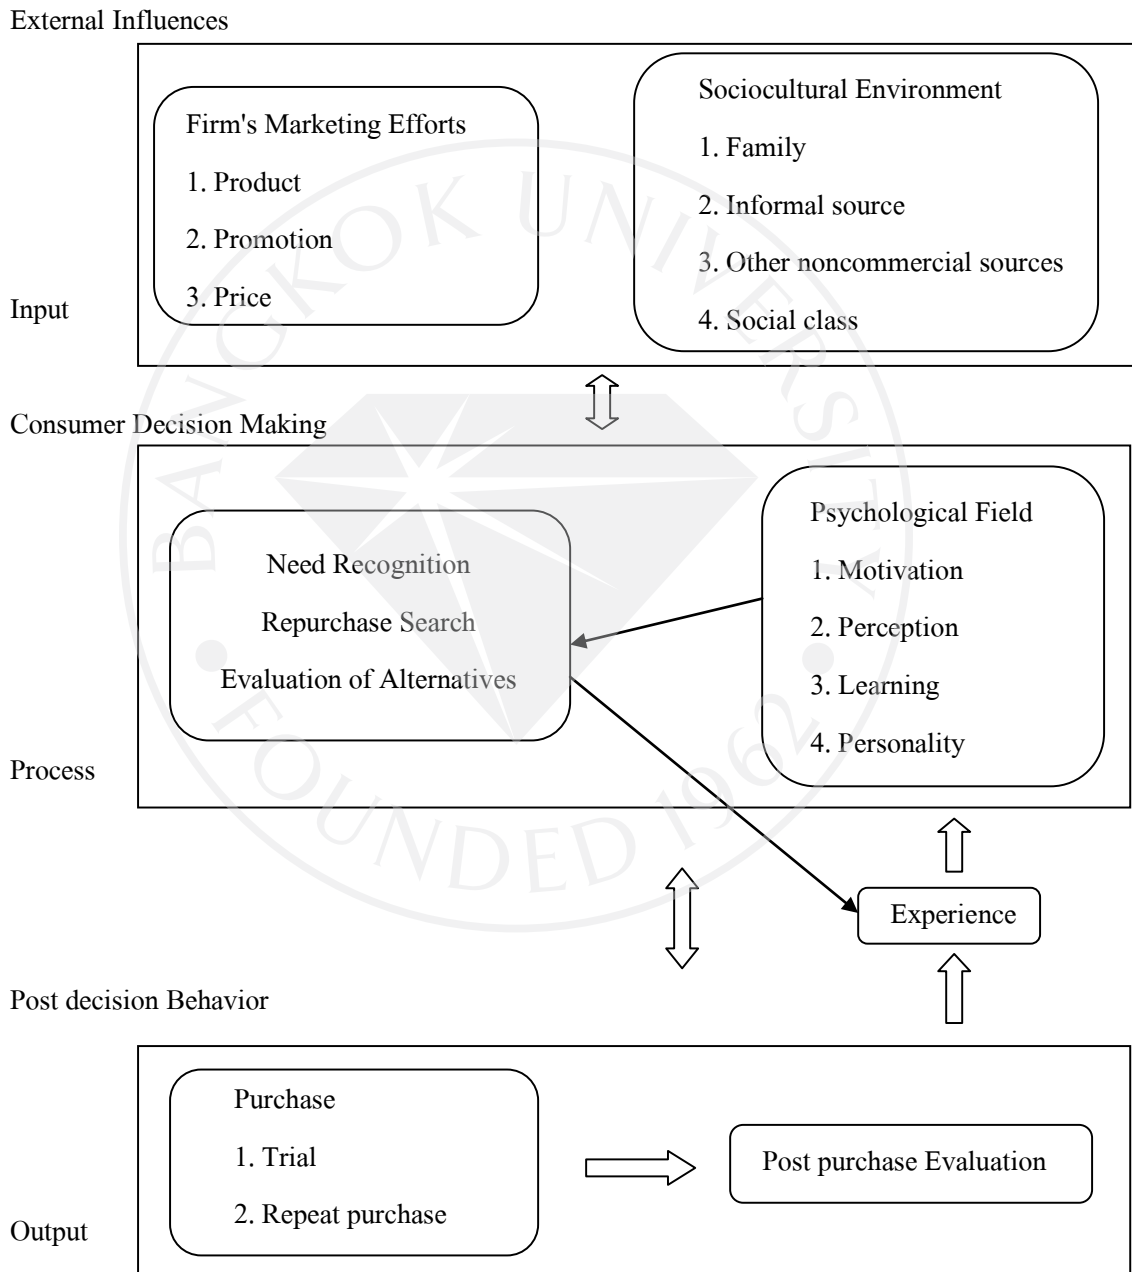 External Influences
Firm's Marketing Efforts
1. Product
2. Promotion
3. Price
Sociocultural Environment
1. Family
2. Informal source
3. Other noncommercial sources
4. Social class
Input
Consumer Decision Making
Need Recognition
Repurchase Search
Evaluation of Alternatives
Psychological Field
1. Motivation
2. Perception
3. Learning
4. Personality
Process
Experience
Post decision Behavior
Purchase
1. Trial
2. Repeat purchase
Post purchase Evaluation
Output
BANGKOK UNIVERSITY
FOUNDED 1962